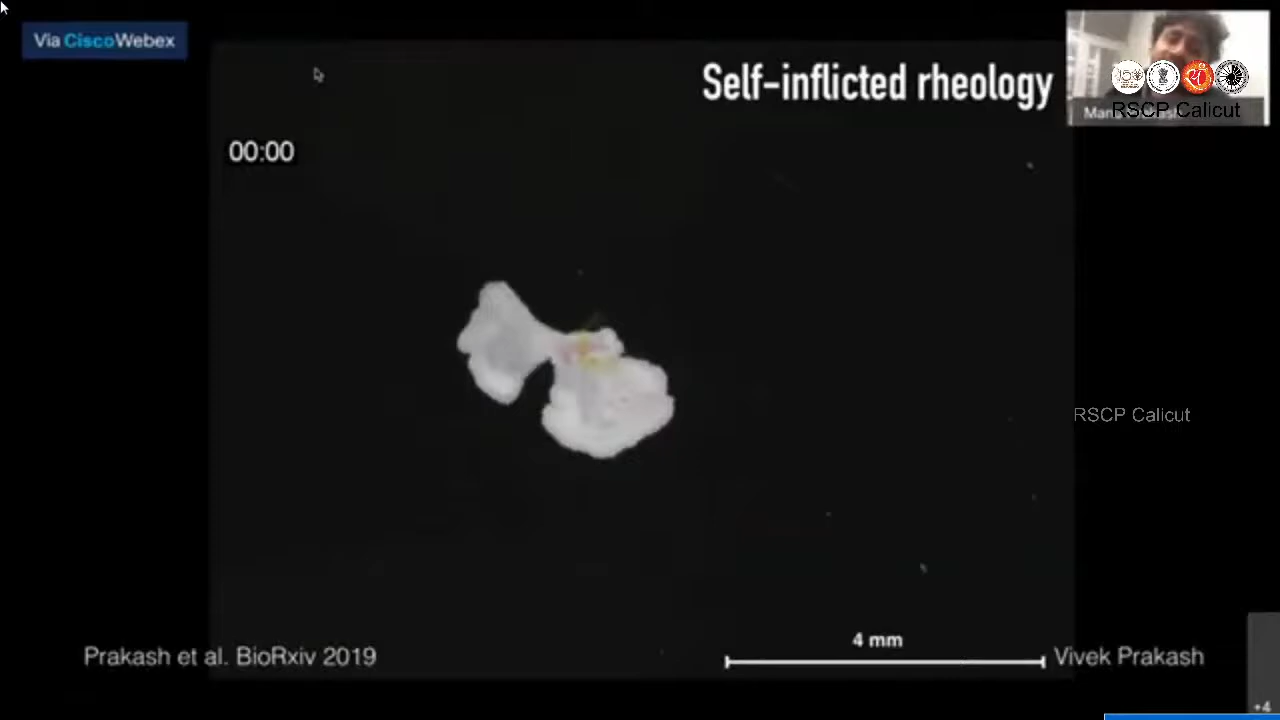 Via CiscoWebex
Self-inflicted rheology
RSCP Calicut
00:00
RSCP Calicut
4 mm
Prakash et al. BioRxiv 2019
Vivek Prakash
+4